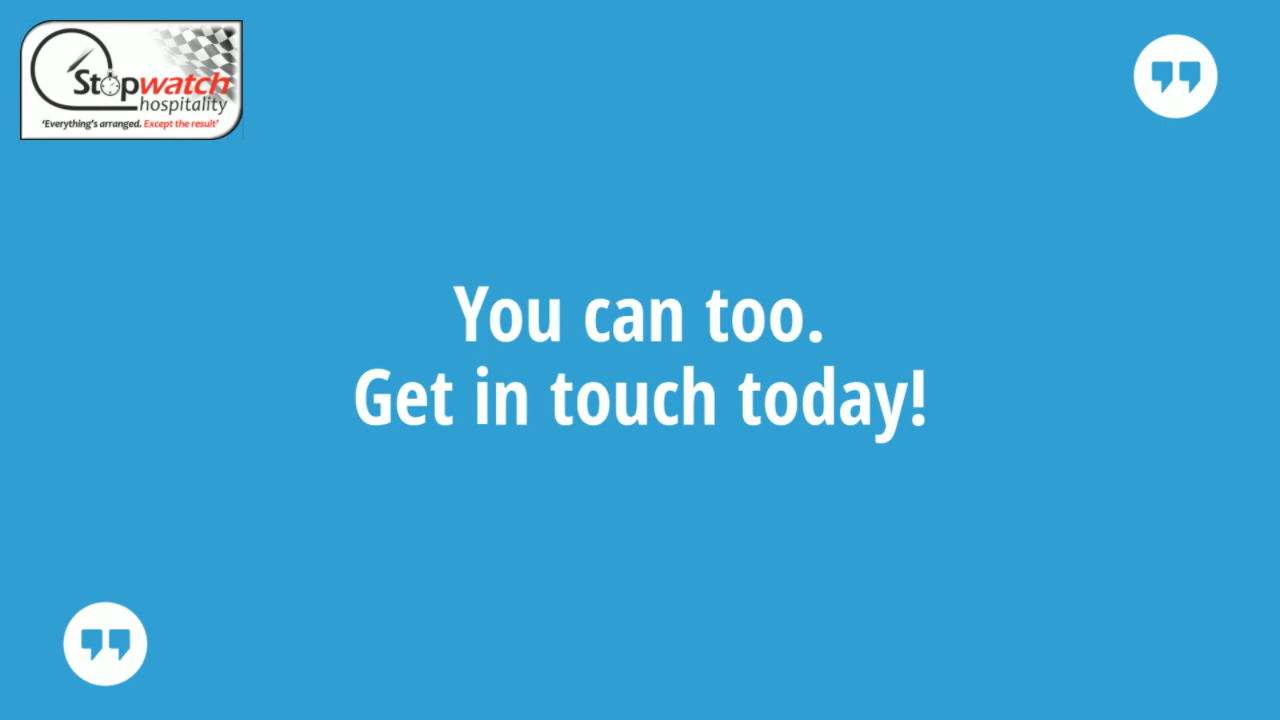 Stopwatch
hospitality
‘Everything’s arranged. Except the result’
You can too.
Get in touch today!